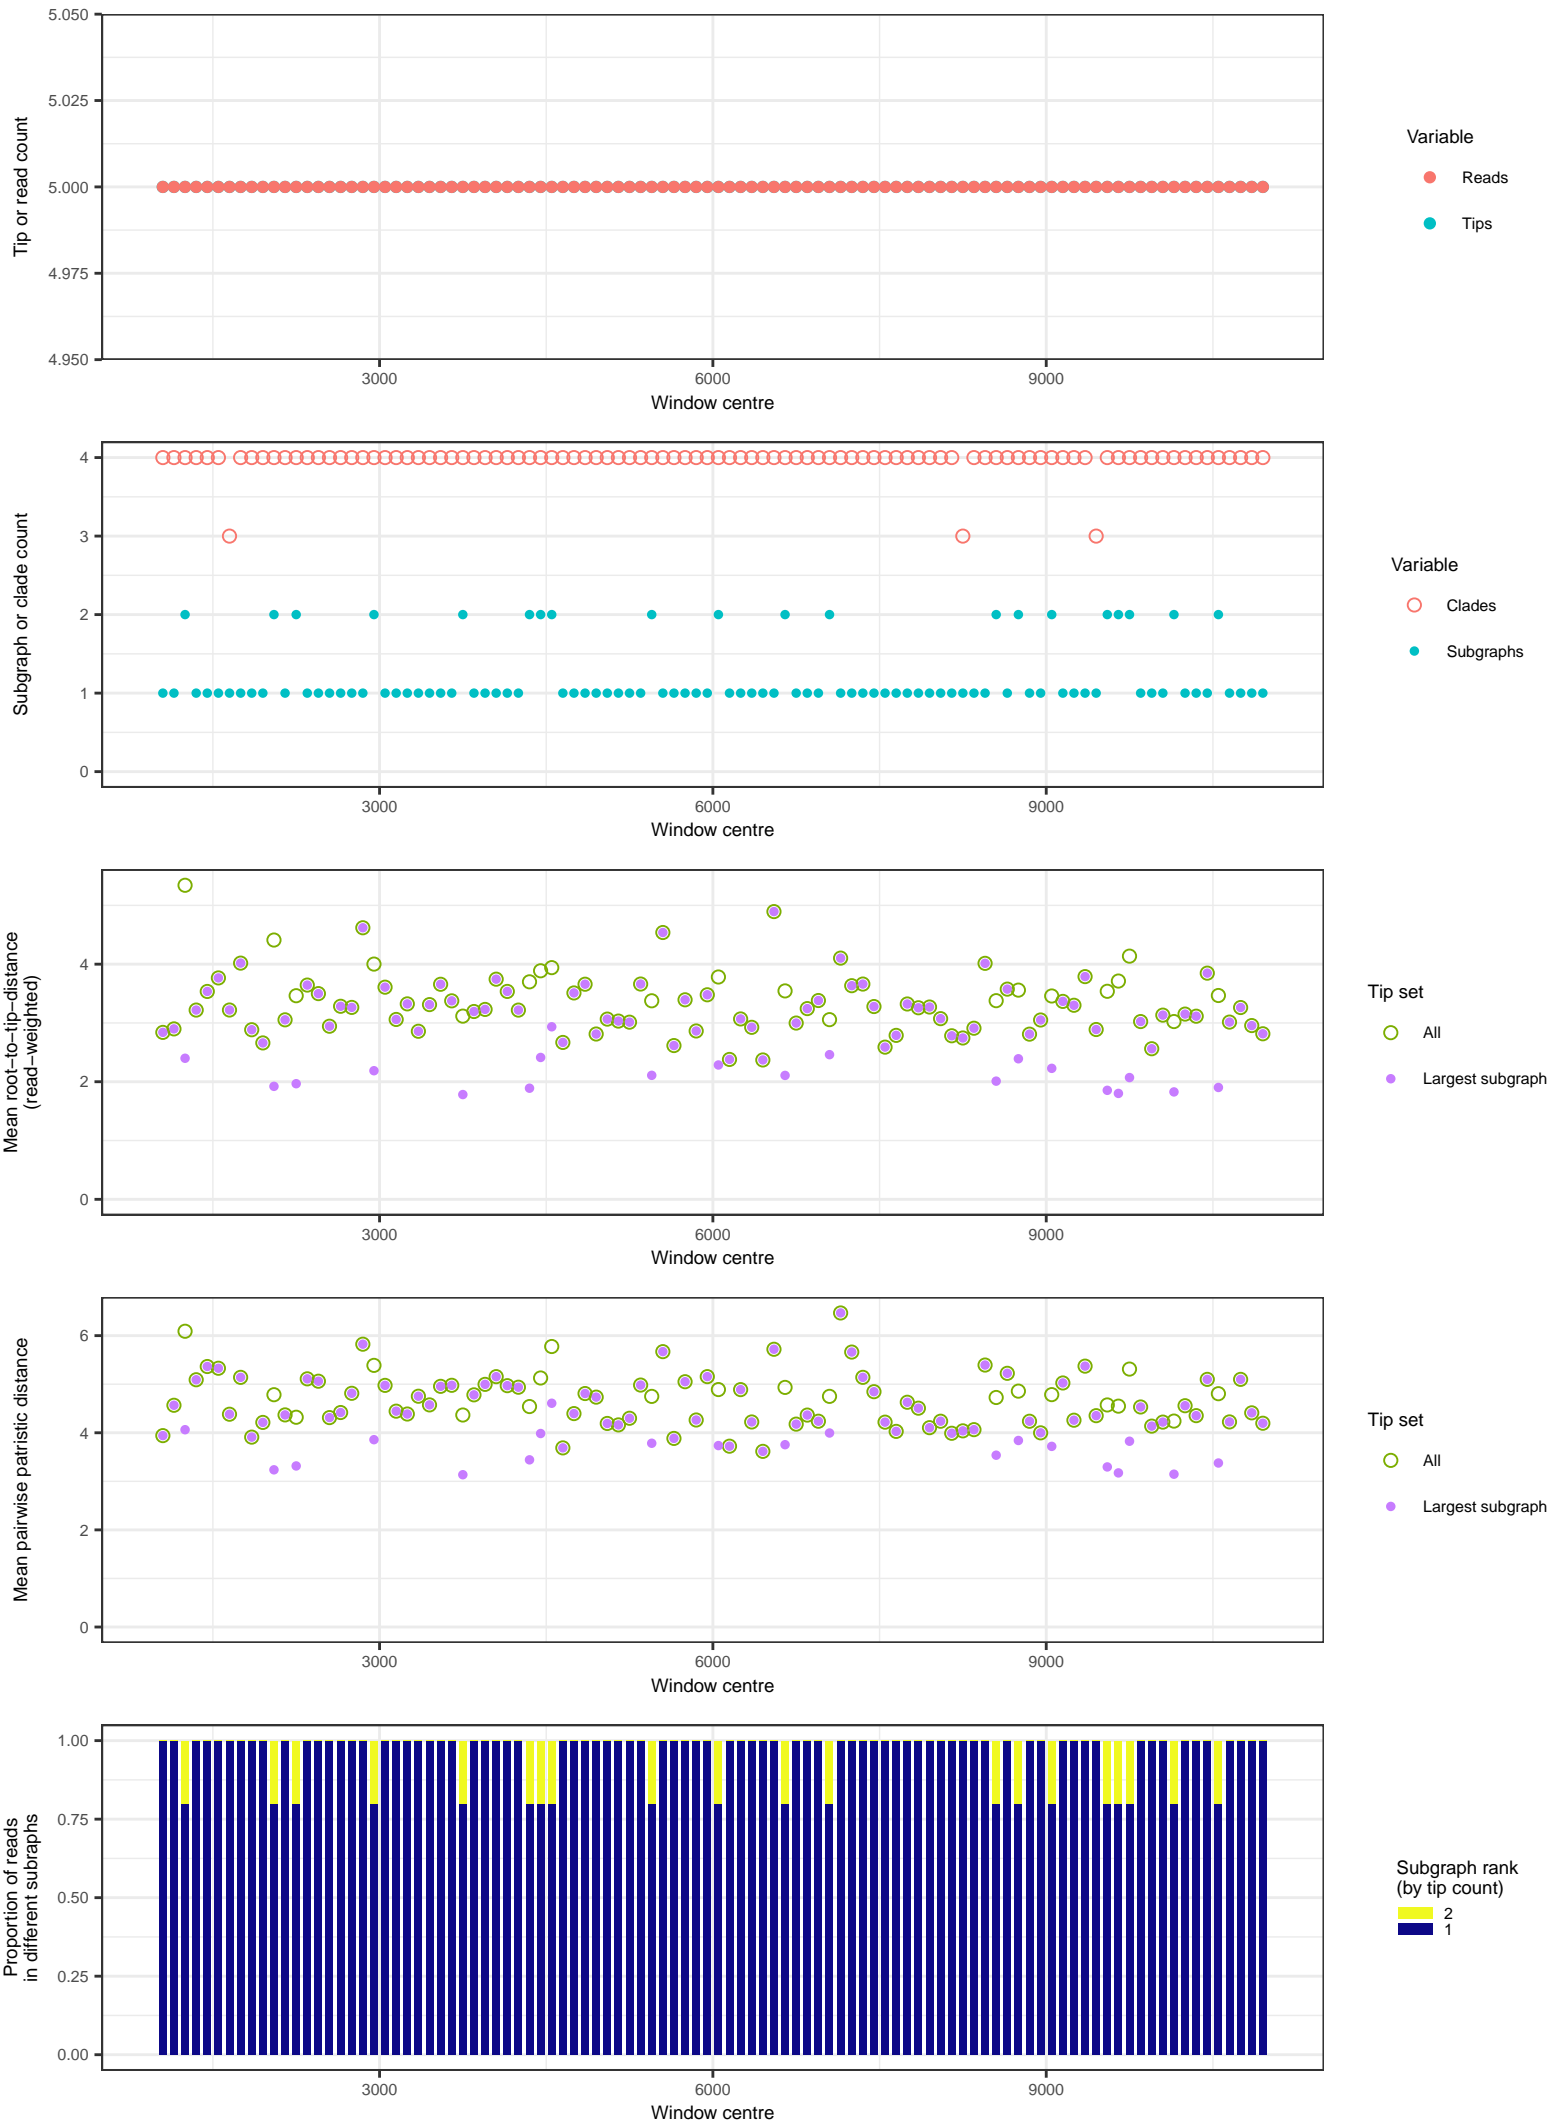 5.050
5.025
5.000
4.975
4.950
Tip or read count
3000
6000
9000
Window centre
Variable
Reads
Tips
4
3
2
1
0
Subgraph or clade count
3000
6000
9000
Window centre
Variable
Clades
Subgraphs
4
2
0
Mean root−to−tip−distance
(read−weighted)
3000
6000
9000
Window centre
Tip set
All
Largest subgraph
6
4
2
0
Mean pairwise patristic distance
3000
6000
9000
Window centre
Tip set
All
Largest subgraph
1.00
0.75
0.50
0.25
0.00
Proportion of reads
in different subraphs
3000
6000
9000
Window centre
Subgraph rank
(by tip count)
2
1